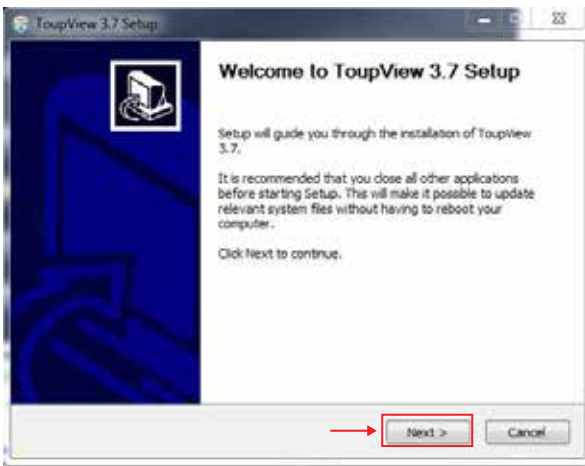 ToupView 3.7 Setup
Welcome to ToupView 3.7 Setup
Setup will guide you through the installation of ToupView
3.7.
It is recommended that you close all other applications
before starting Setup. This will make it possible to update
relevant system files without having to reboot your
computer.
Click Next to continue.
Next >
Cancel